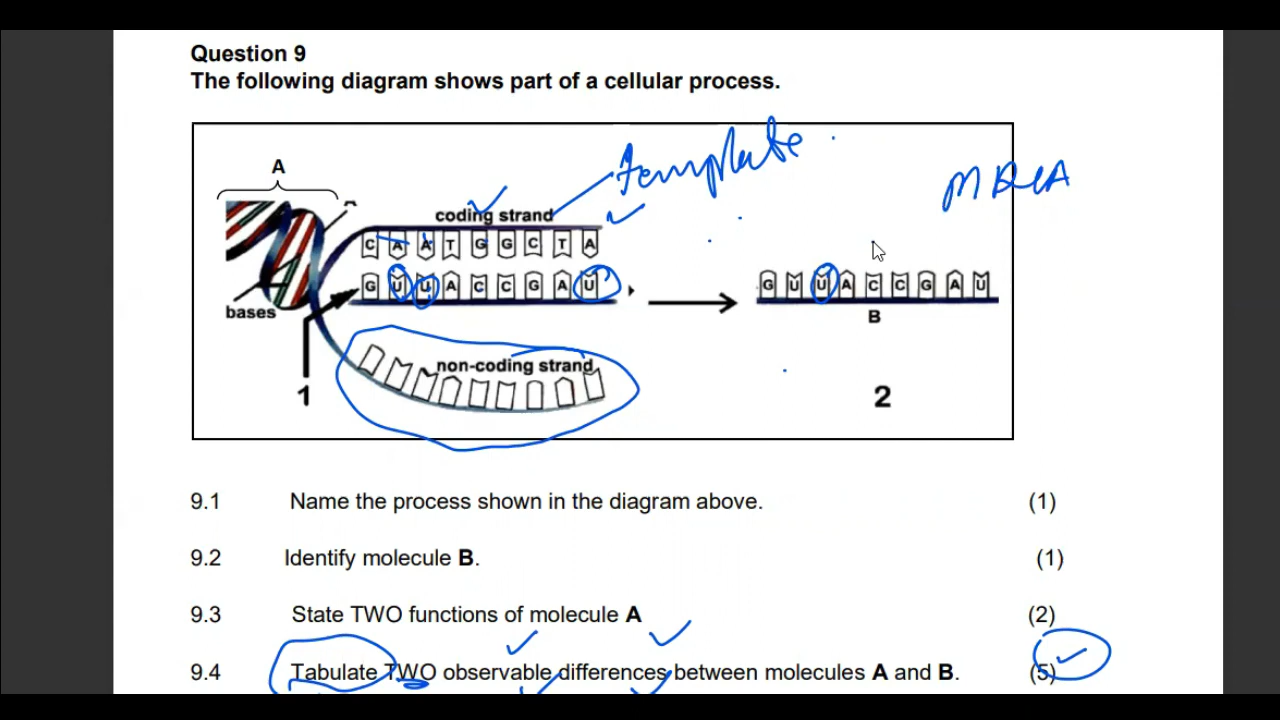 Question 9
The following diagram shows part of a cellular process.
A
template
mRNA
coding strand
C A A T G G C T A
G U U A C C G A U
G U U A C C G A U
bases
B
non-coding strand
1
2
9.1 Name the process shown in the diagram above. (1)
9.2 Identify molecule B. (1)
9.3 State TWO functions of molecule A (2)
9.4 Tabulate TWO observable differences between molecules A and B. (5)